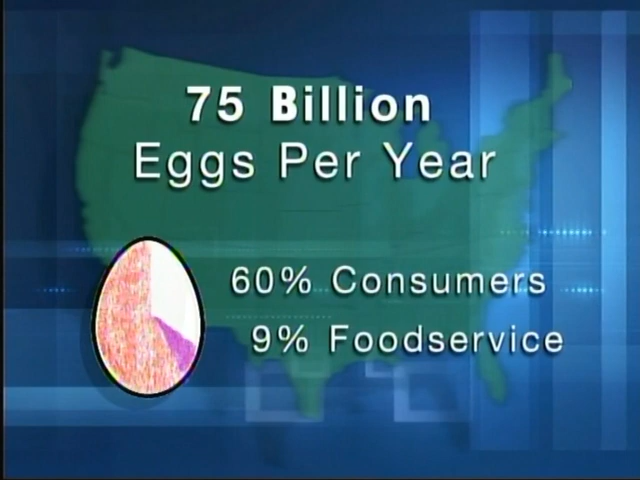 75 Billion
Eggs Per Year
60% Consumers
9% Foodservice